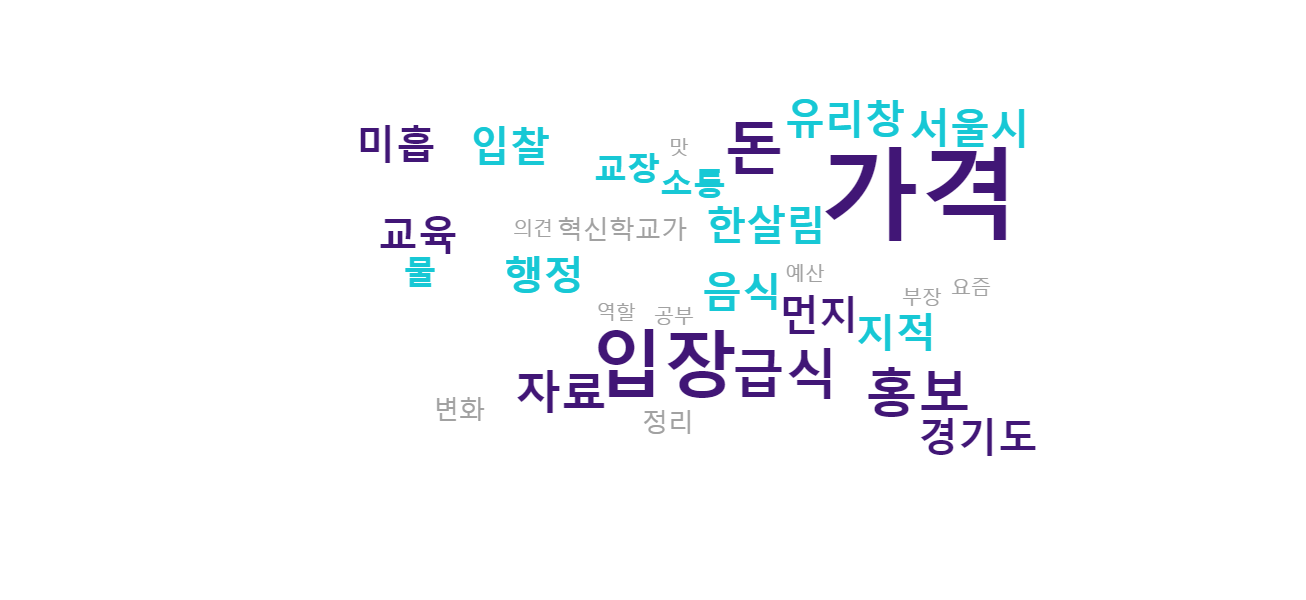 유리창 서울시
미흡 입찰 맛 돈
교장 소통 가격
교육 의견 혁신학교가 한살림
물 행정 음식 예산
부장 요즘
역할 공부 먼지 지적
입장 급식
자료 홍보
변화 정리 경기도